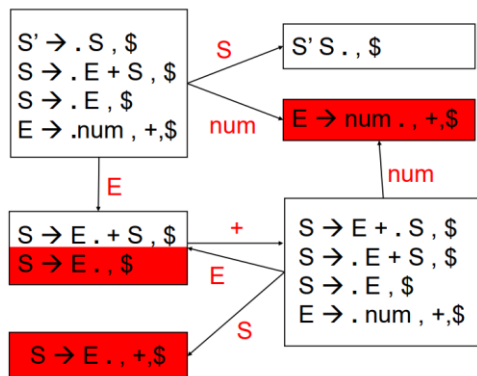 S' → . S , $
S → . E + S , $
S → . E , $
E → .num , +,$
S
S' S . , $
num
E → num . , +,$
E
num
S → E . + S , $
S → E . , $
+
E
S → E + . S , $
S → . E + S , $
S → . E , $
E → . num , +,$
S
S → E . , +,$